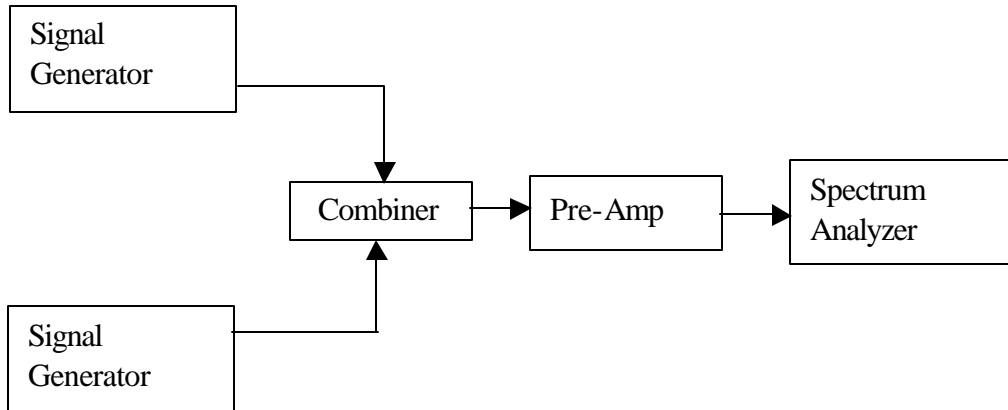 Signal
Generator
Combiner
Pre-Amp
Spectrum
Analyzer
Signal
Generator